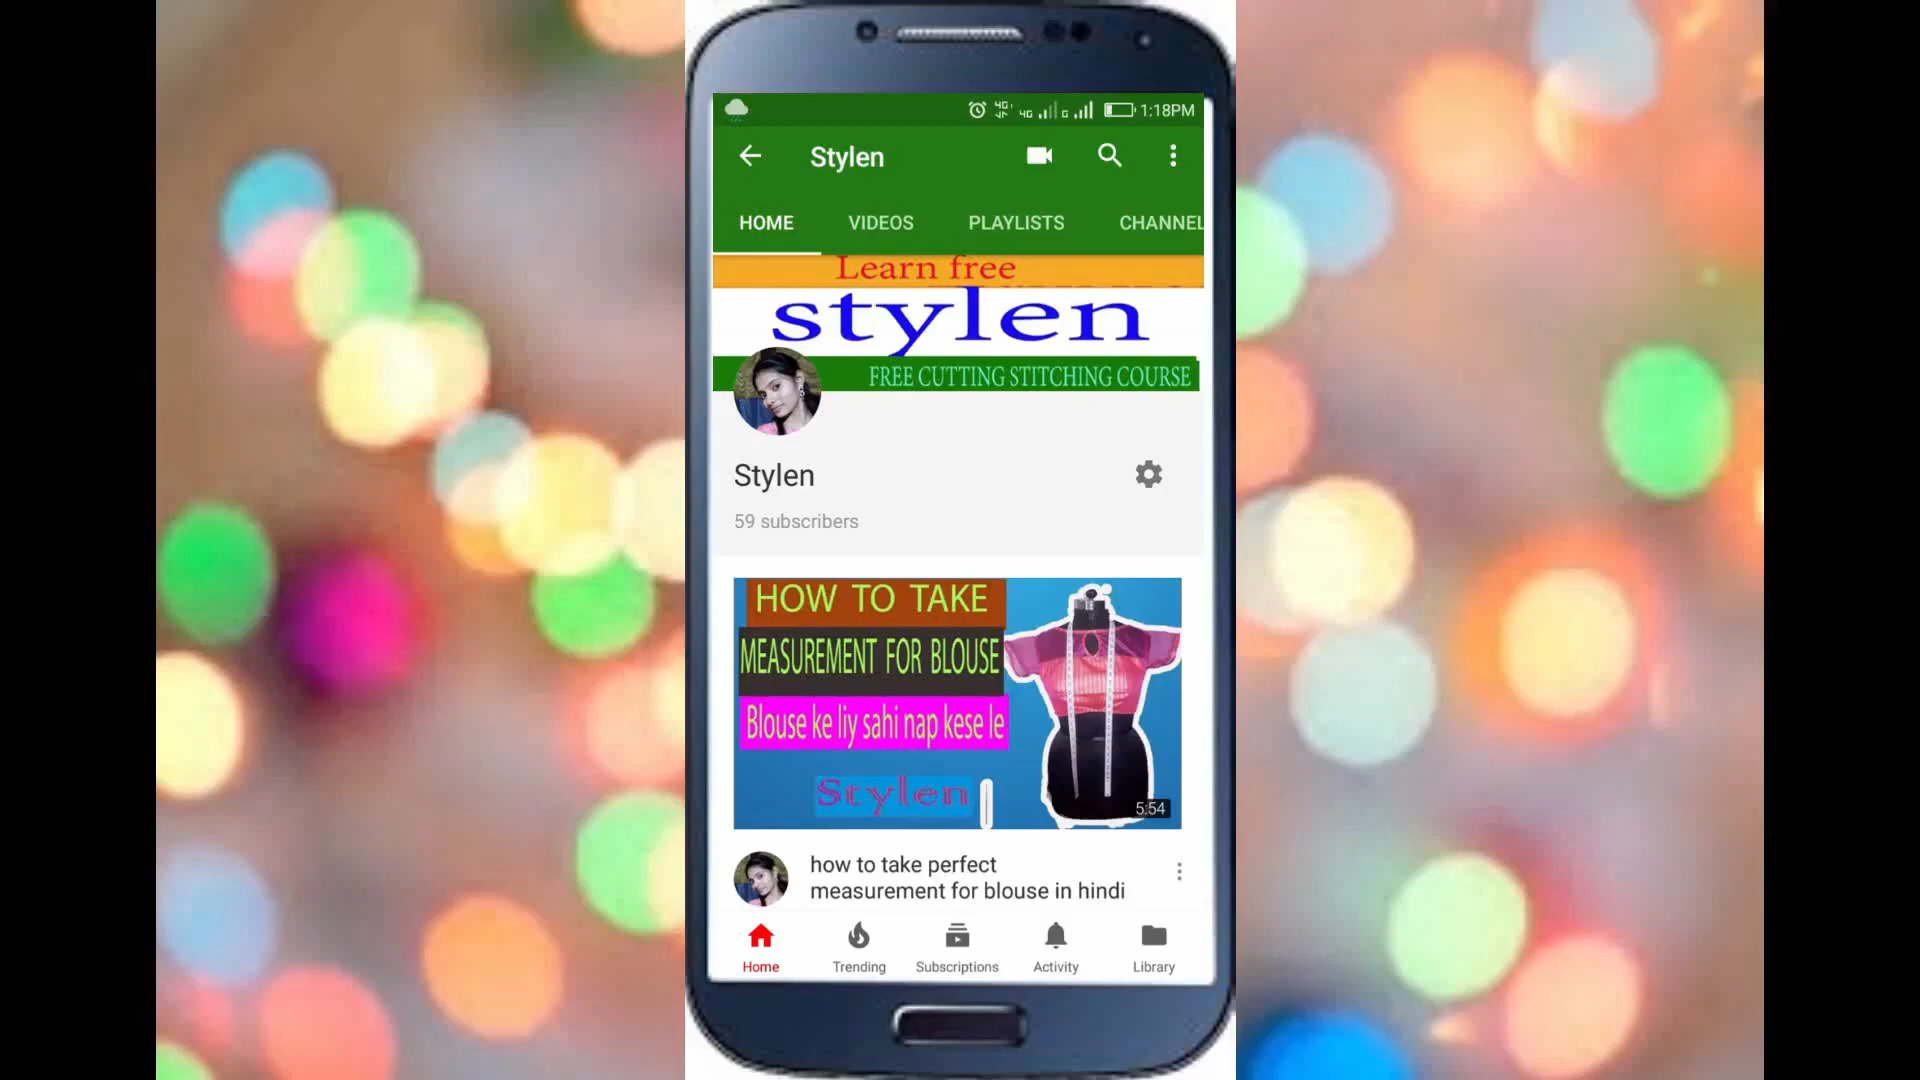 4G 4G G 1:18PM
Stylen
HOME VIDEOS PLAYLISTS CHANNEL
Learn free
stylen
FREE CUTTING STITCHING COURSE
Stylen
59 subscribers
HOW TO TAKE
MEASUREMENT FOR BLOUSE
Blouse ke liy sahi nap kese le
Stylen
5:54
how to take perfect
measurement for blouse in hindi
Home Trending Subscriptions Activity Library